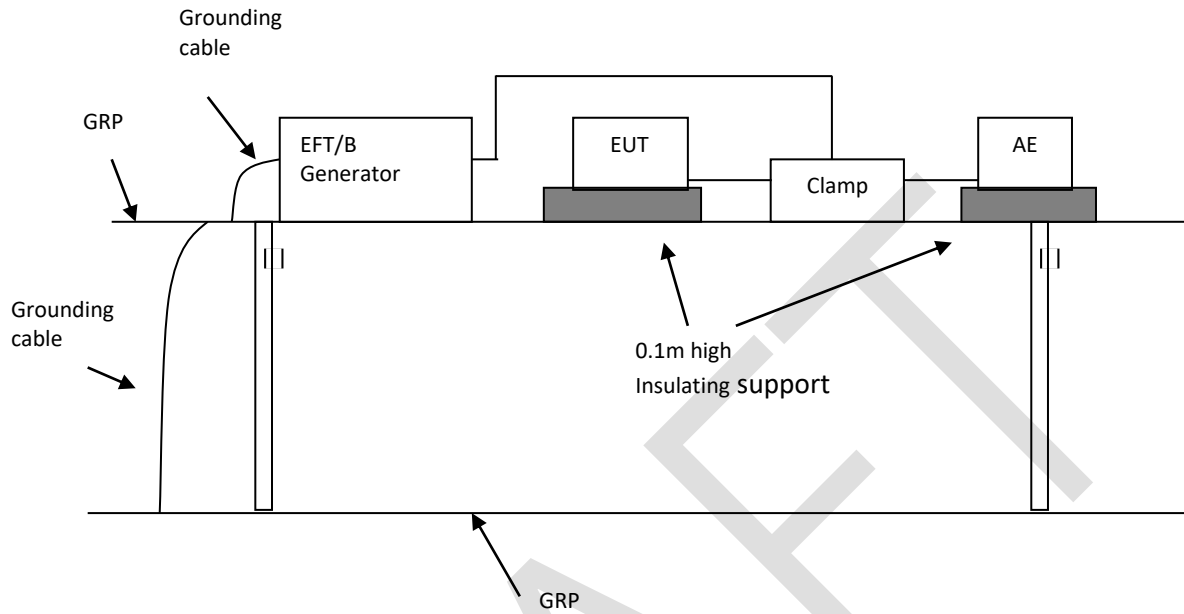 Grounding
cable
GRP
EFT/B
Generator
EUT
Clamp
AE
Grounding
cable
0.1m high
Insulating support
GRP